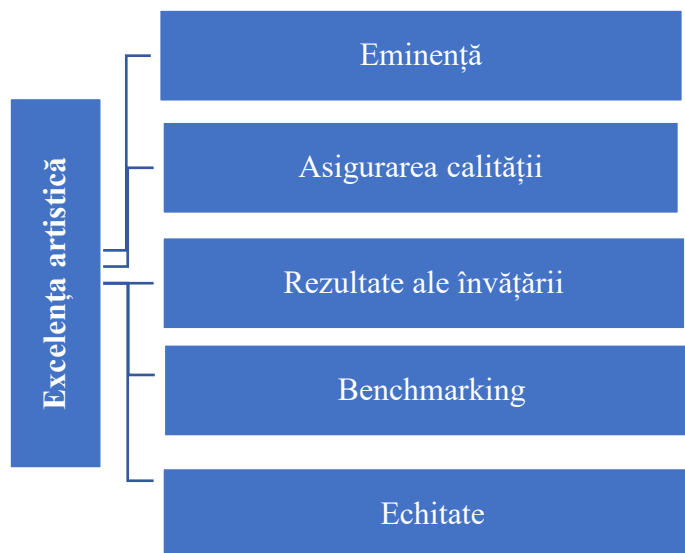 Excelența artistică
Eminență
Asigurarea calității
Rezultate ale învățării
Benchmarking
Echitate